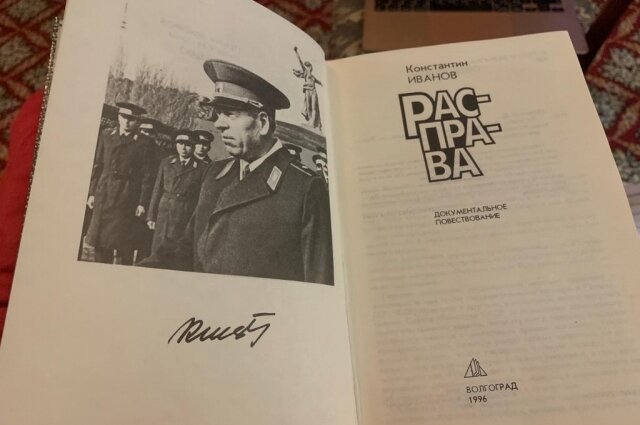 Константин
ИВАНОВ
РАС-
ПРА-
ВА
ДОКУМЕНТАЛЬНОЕ
ПОВЕСТВОВАНИЕ
ВОЛГОГРАД
1996